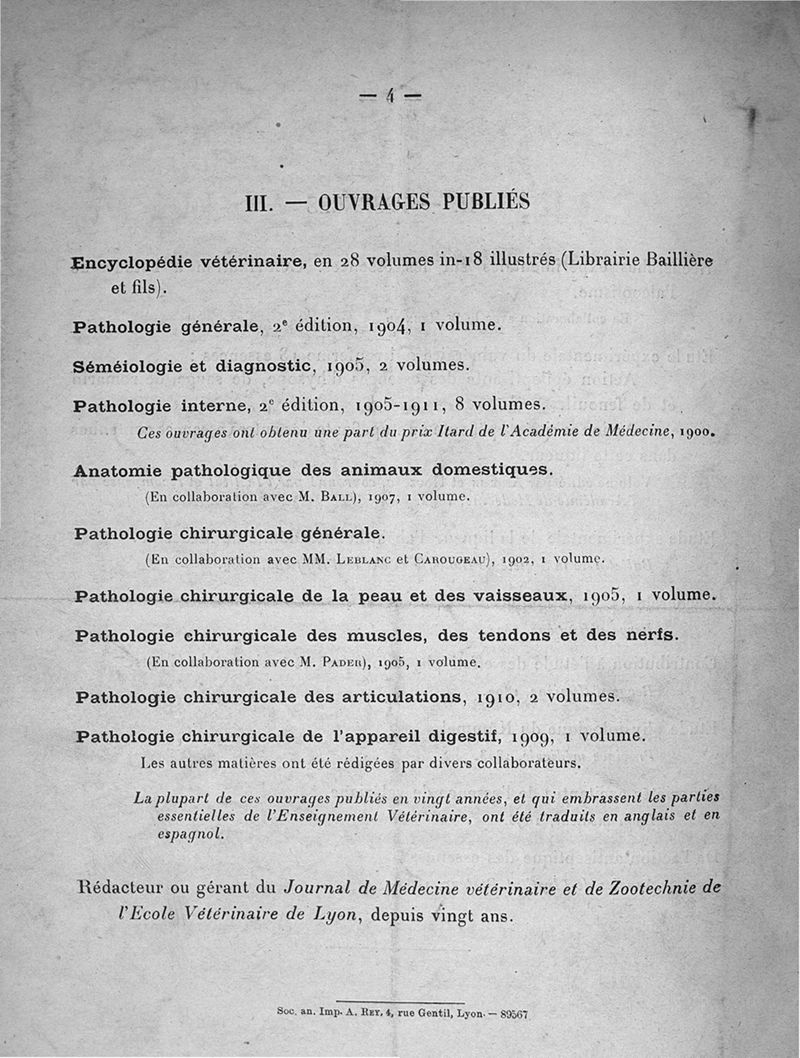 — 4 —
III. — OUVRAGES PUBLIÉS
Encyclopédie vétérinaire, en 28 volumes in-18 illustrés (Librairie Baillière
et fils).
Pathologie générale, 2e édition, 1904, 1 volume.
Séméiologie et diagnostic, 1905, 2 volumes.
Pathologie interne, 2e édition, 1905-1911, 8 volumes.
Ces ouvrages ont obtenu une part du prix Itard de l'Académie de Médecine, 1900.
Anatomie pathologique des animaux domestiques.
(En collaboration avec M. BALL), 1907, 1 volume.
Pathologie chirurgicale générale.
(En collaboration avec MM. LEBLANC et CAROUGEAU), 1902, 1 volume.
Pathologie chirurgicale de la peau et des vaisseaux, 1905, 1 volume.
Pathologie chirurgicale des muscles, des tendons et des nerfs.
(En collaboration avec M. PADER), 1905, 1 volume.
Pathologie chirurgicale des articulations, 1910, 2 volumes.
Pathologie chirurgicale de l'appareil digestif, 1909, 1 volume.
Les autres matières ont été rédigées par divers collaborateurs.
La plupart de ces ouvrages publiés en vingt années, et qui embrassent les parties
essentielles de l'Enseignement Vétérinaire, ont été traduits en anglais et en
espagnol.
Rédacteur ou gérant du Journal de Médecine vétérinaire et de Zootechnie de
l'Ecole Vétérinaire de Lyon, depuis vingt ans.
Soc. an. Imp. A. REY, 4, rue Gentil, Lyon. — 89567